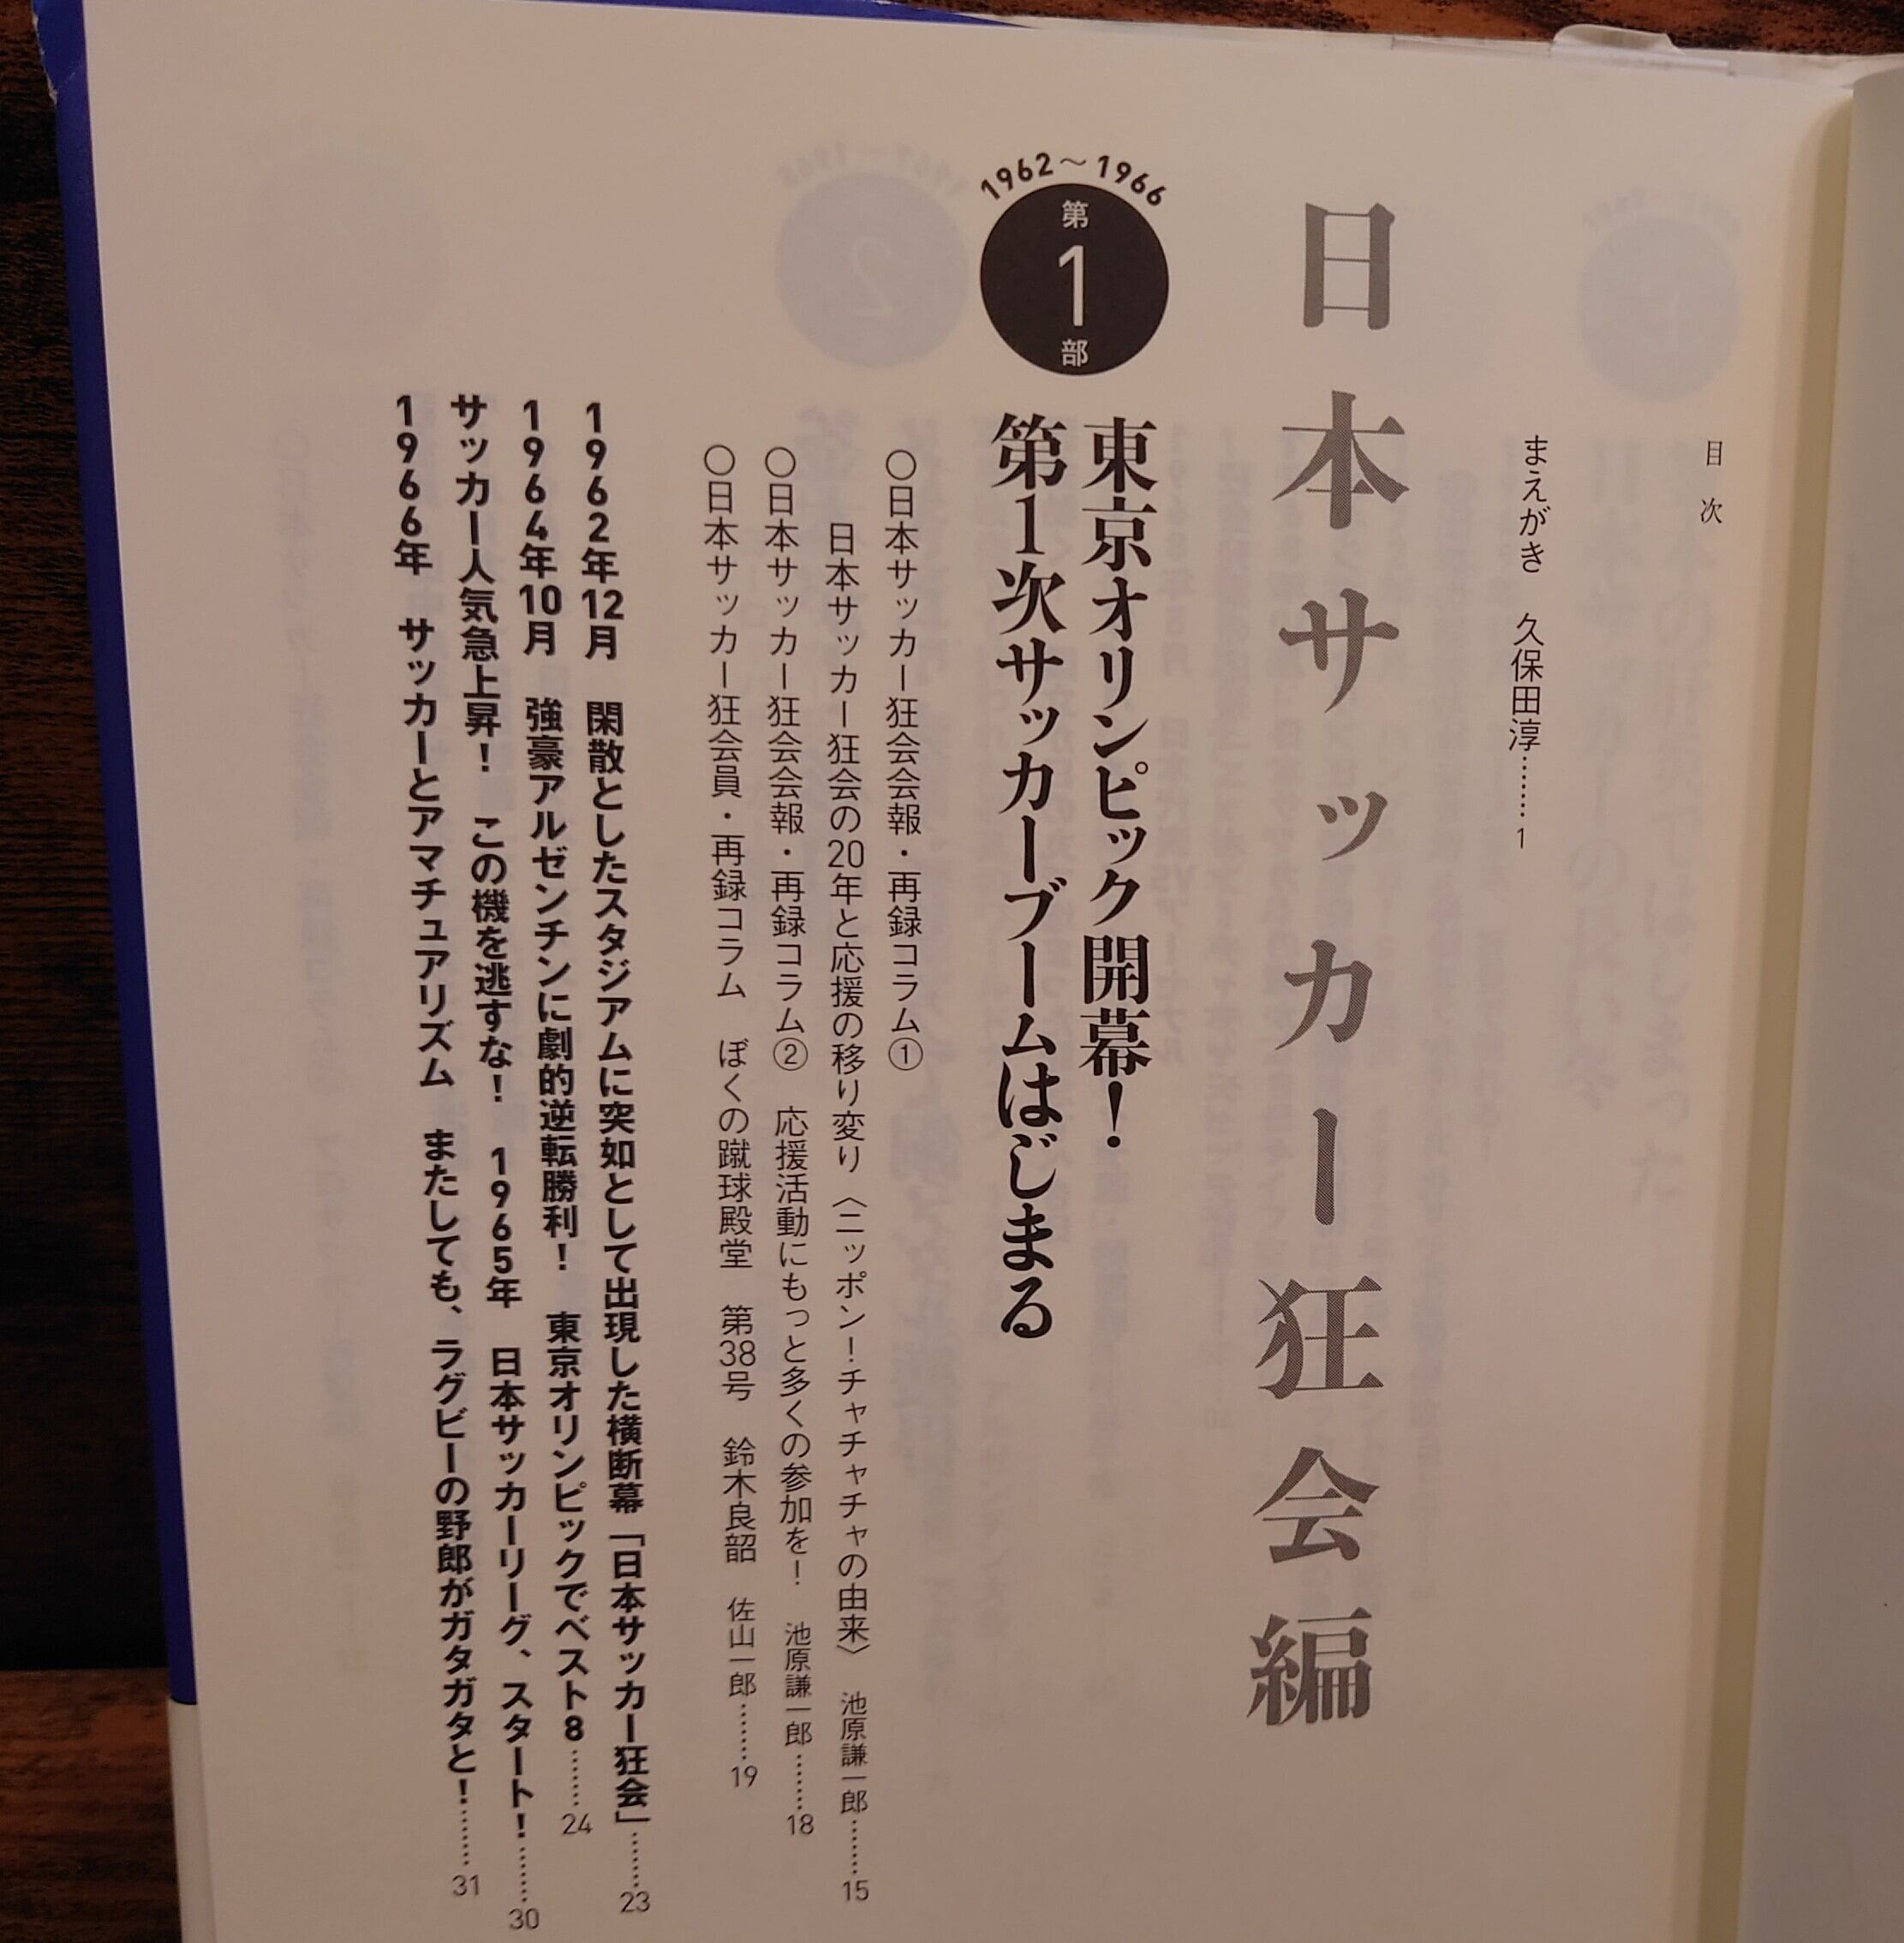 目次
まえがき　久保田淳………1
日本サッカー狂会編
1962〜1966
第1部
東京オリンピック開幕！
第1次サッカーブームはじまる
○日本サッカー狂会会報・再録コラム①
日本サッカー狂会の20年と応援の移り変り〈ニッポン！チャチャチャの由来〉　池原謙一郎………15
○日本サッカー狂会会報・再録コラム②　応援活動にもっと多くの参加を！　池原謙一郎………18
○日本サッカー狂会員・再録コラム　ぼくの蹴球殿堂　第38号　鈴木良韶　佐山一郎………19
1962年12月　閑散としたスタジアムに突如として出現した横断幕「日本サッカー狂会」………23
1964年10月　強豪アルゼンチンに劇的逆転勝利！　東京オリンピックでベスト8………24
サッカー人気急上昇！　この機を逃すな！　1965年　日本サッカーリーグ、スタート！………30
1966年　サッカーとアマチュアリズム　またしても、ラグビーの野郎がガタガタと！………31